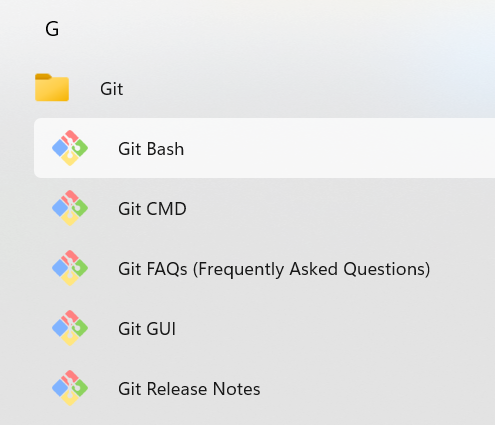 G
Git
Git Bash
Git CMD
Git FAQs (Frequently Asked Questions)
Git GUI
Git Release Notes